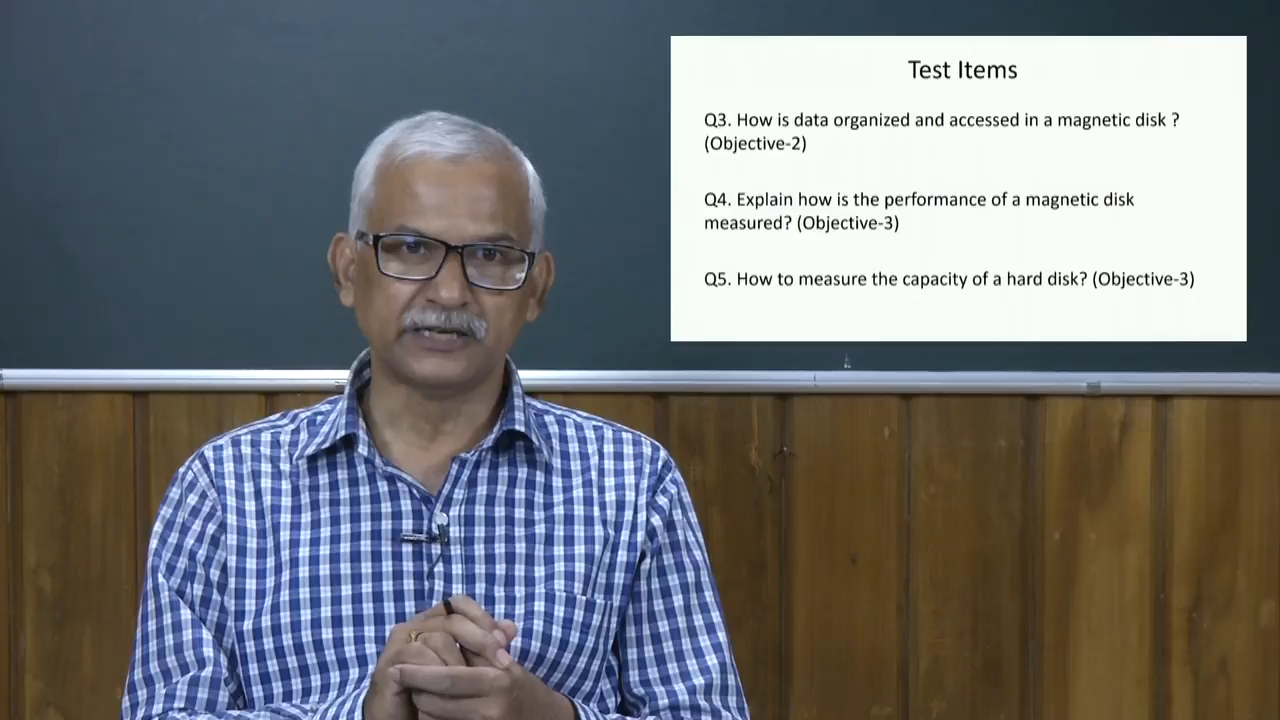 Test Items
Q3. How is data organized and accessed in a magnetic disk ?
(Objective-2)
Q4. Explain how is the performance of a magnetic disk
measured? (Objective-3)
Q5. How to measure the capacity of a hard disk? (Objective-3)